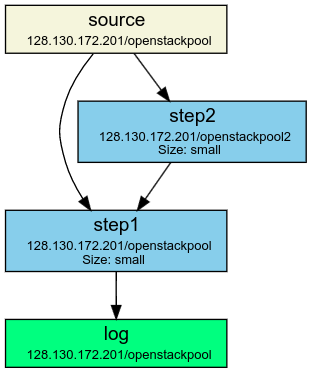 source
128.130.172.201/openstackpool
step2
128.130.172.201/openstackpool2
Size: small
step1
128.130.172.201/openstackpool
Size: small
log
128.130.172.201/openstackpool